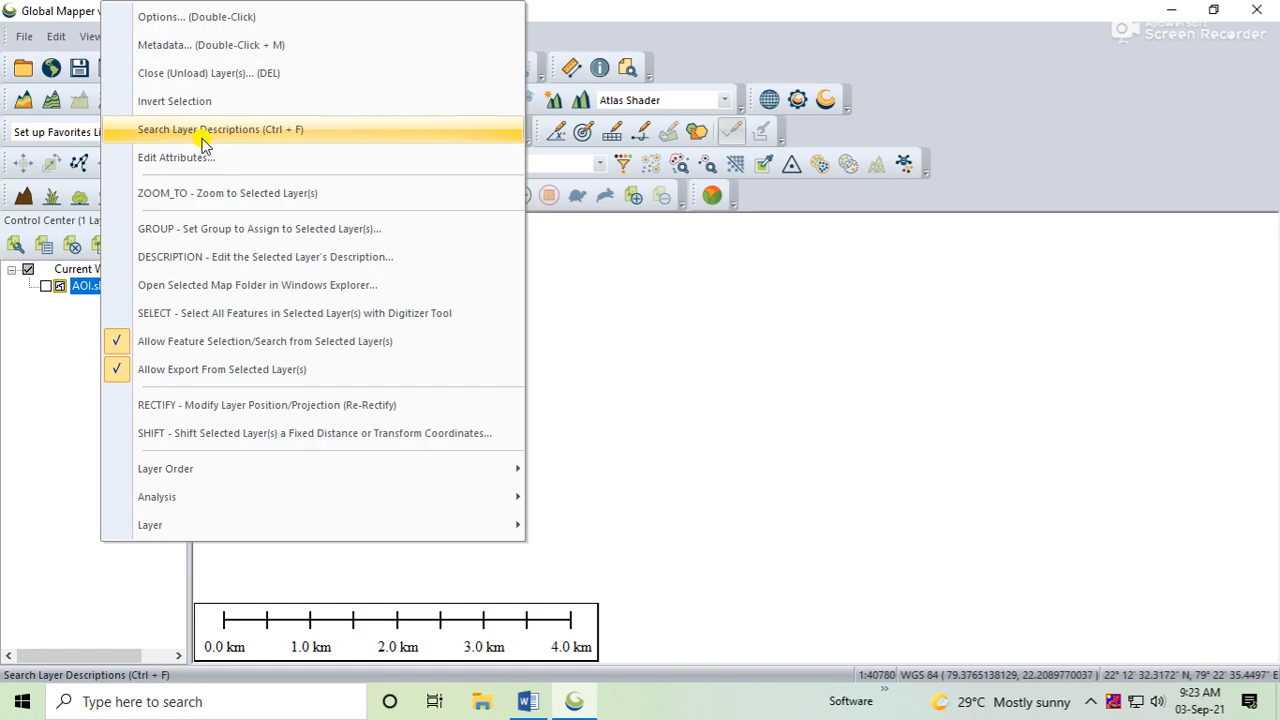 Global Mapper
Options... (Double-Click)
File Edit View
Metadata... (Double-Click + M)
Apowersoft
Screen Recorder
Close (Unload) Layer(s)... (DEL)
Invert Selection
Atlas Shader
Set up Favorites Li
Search Layer Descriptions (Ctrl + F)
Edit Attributes...
ZOOM_TO - Zoom to Selected Layer(s)
Control Center (1 La
GROUP - Set Group to Assign to Selected Layer(s)...
DESCRIPTION - Edit the Selected Layer's Description...
Current W
AOI.s
Open Selected Map Folder in Windows Explorer...
SELECT - Select All Features in Selected Layer(s) with Digitizer Tool
Allow Feature Selection/Search from Selected Layer(s)
Allow Export From Selected Layer(s)
RECTIFY - Modify Layer Position/Projection (Re-Rectify)
SHIFT - Shift Selected Layer(s) a Fixed Distance or Transform Coordinates...
Layer Order
Analysis
Layer
0.0 km 1.0 km 2.0 km 3.0 km 4.0 km
Search Layer Descriptions (Ctrl + F)
1:40780 WGS 84 ( 79.3765138129, 22.2089770037 ) 22° 12' 32.3177" N, 79° 22' 35.4497" E
Type here to search
Software
29°C Mostly sunny
9:23 AM
03-Sep-21